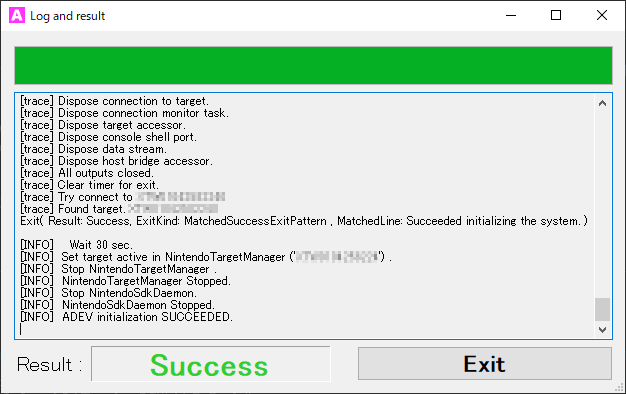 A Log and result
[trace] Dispose connection to target.
[trace] Dispose connection monitor task.
[trace] Dispose target accessor.
[trace] Dispose console shell port.
[trace] Dispose data stream.
[trace] Dispose host bridge accessor.
[trace] All outputs closed.
[trace] Clear timer for exit.
[trace] Try connect to
[trace] Found target.
Exit( Result: Success, ExitKind: MatchedSuccessExitPattern , MatchedLine: Succeeded initializing the system. )
[INFO] Wait 30 sec.
[INFO] Set target active in NintendoTargetManager (' ') .
[INFO] Stop NintendoTargetManager .
[INFO] NintendoTargetManager Stopped.
[INFO] Stop NintendoSdkDaemon.
[INFO] NintendoSdkDaemon Stopped.
[INFO] ADEV initialization SUCCEEDED.
Result : Success Exit